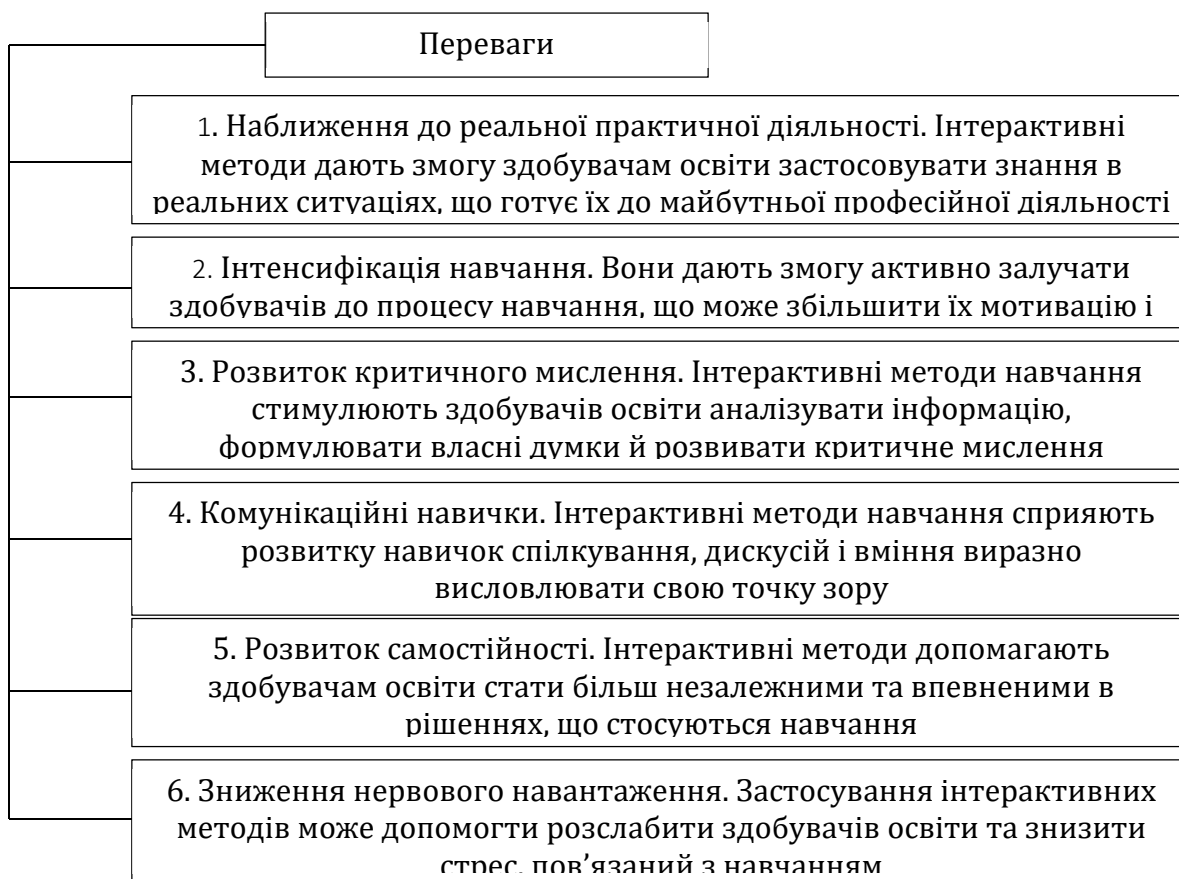 Переваги
1. Наближення до реальної практичної діяльності. Інтерактивні
методи дають змогу здобувачам освіти застосовувати знання в
реальних ситуаціях, що готує їх до майбутньої професійної діяльності
2. Інтенсифікація навчання. Вони дають змогу активно залучати
здобувачів до процесу навчання, що може збільшити їх мотивацію і
3. Розвиток критичного мислення. Інтерактивні методи навчання
стимулюють здобувачів освіти аналізувати інформацію,
формулювати власні думки й розвивати критичне мислення
4. Комунікаційні навички. Інтерактивні методи навчання сприяють
розвитку навичок спілкування, дискусій і вміння виразно
висловлювати свою точку зору
5. Розвиток самостійності. Інтерактивні методи допомагають
здобувачам освіти стати більш незалежними та впевненими в
рішеннях, що стосуються навчання
6. Зниження нервового навантаження. Застосування інтерактивних
методів може допомогти розслабити здобувачів освіти та знизити
стрес, пов’язаний з навчанням